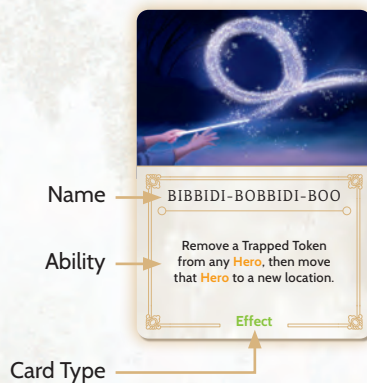 Name
BIBBIDI-BOBBIDI-BOO
Ability
Remove a Trapped Token
from any Hero, then move
that Hero to a new location.
Effect
Card Type